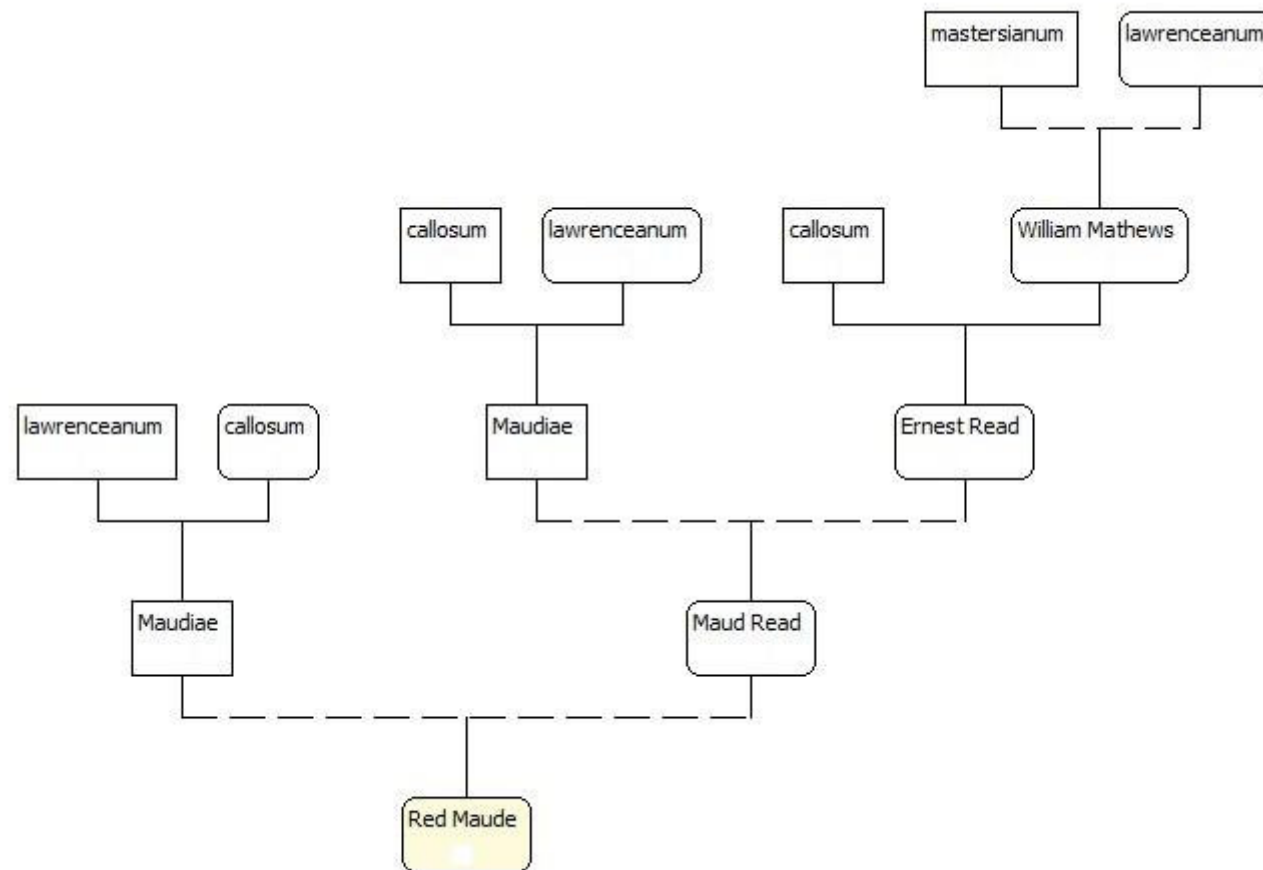 mastersianum
lawrenceanum
callosum
lawrenceanum
callosum
William Mathews
lawrenceanum
callosum
Maudiae
Ernest Read
Maudiae
Maud Read
Red Maude